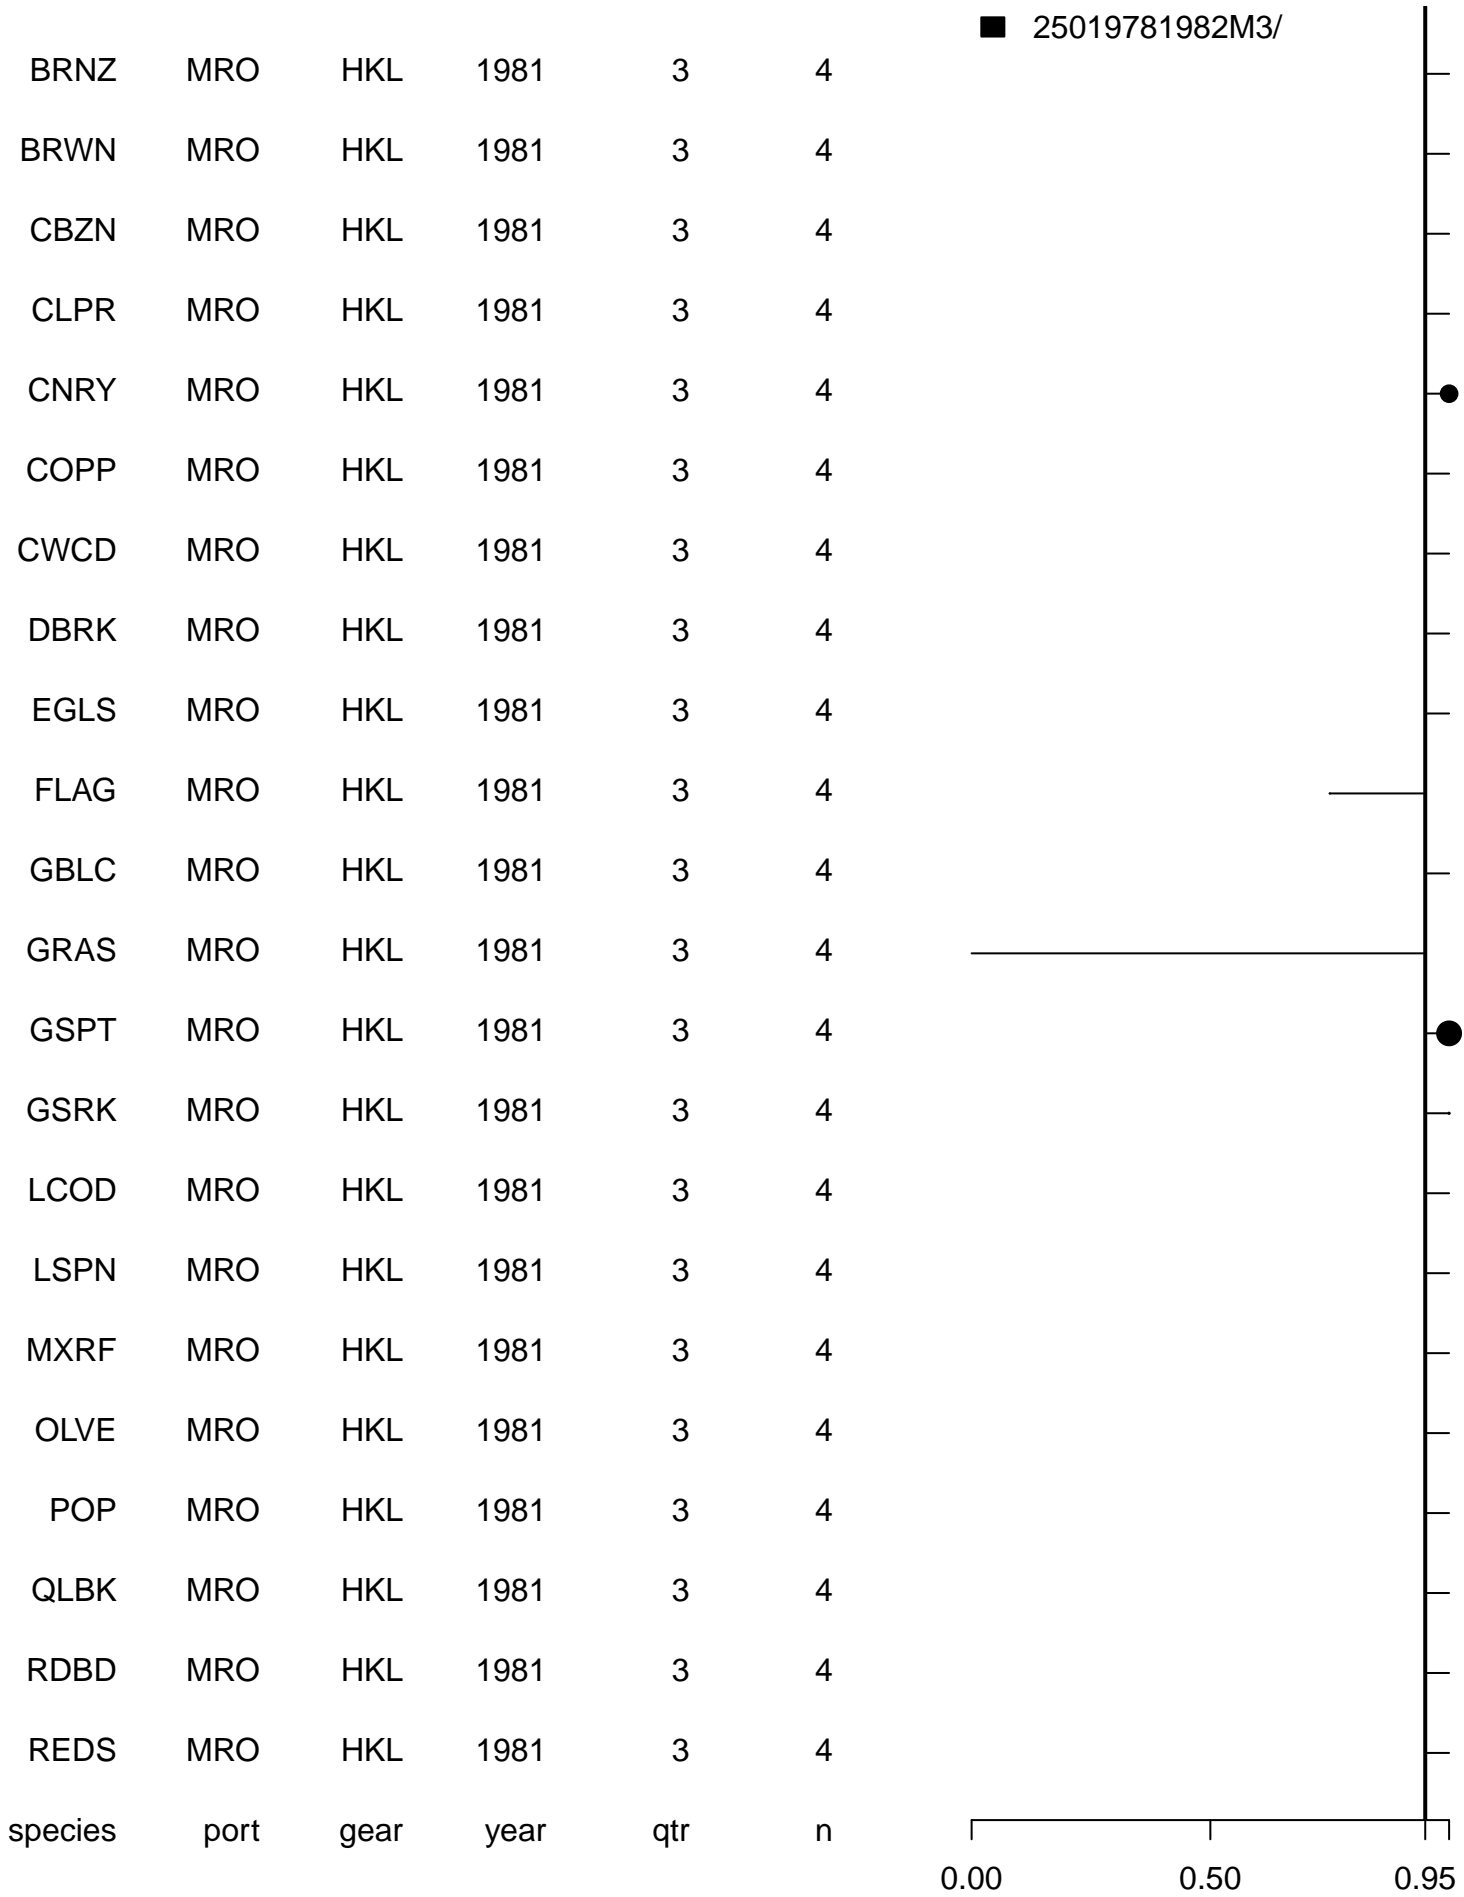 25019781982M3/
BRNZ MRO HKL 1981 3 4
BRWN MRO HKL 1981 3 4
CBZN MRO HKL 1981 3 4
CLPR MRO HKL 1981 3 4
CNRY MRO HKL 1981 3 4
COPP MRO HKL 1981 3 4
CWCD MRO HKL 1981 3 4
DBRK MRO HKL 1981 3 4
EGLS MRO HKL 1981 3 4
FLAG MRO HKL 1981 3 4
GBLC MRO HKL 1981 3 4
GRAS MRO HKL 1981 3 4
GSPT MRO HKL 1981 3 4
GSRK MRO HKL 1981 3 4
LCOD MRO HKL 1981 3 4
LSPN MRO HKL 1981 3 4
MXRF MRO HKL 1981 3 4
OLVE MRO HKL 1981 3 4
POP MRO HKL 1981 3 4
QLBK MRO HKL 1981 3 4
RDBD MRO HKL 1981 3 4
REDS MRO HKL 1981 3 4
species port gear year qtr n
0.00 0.50 0.95